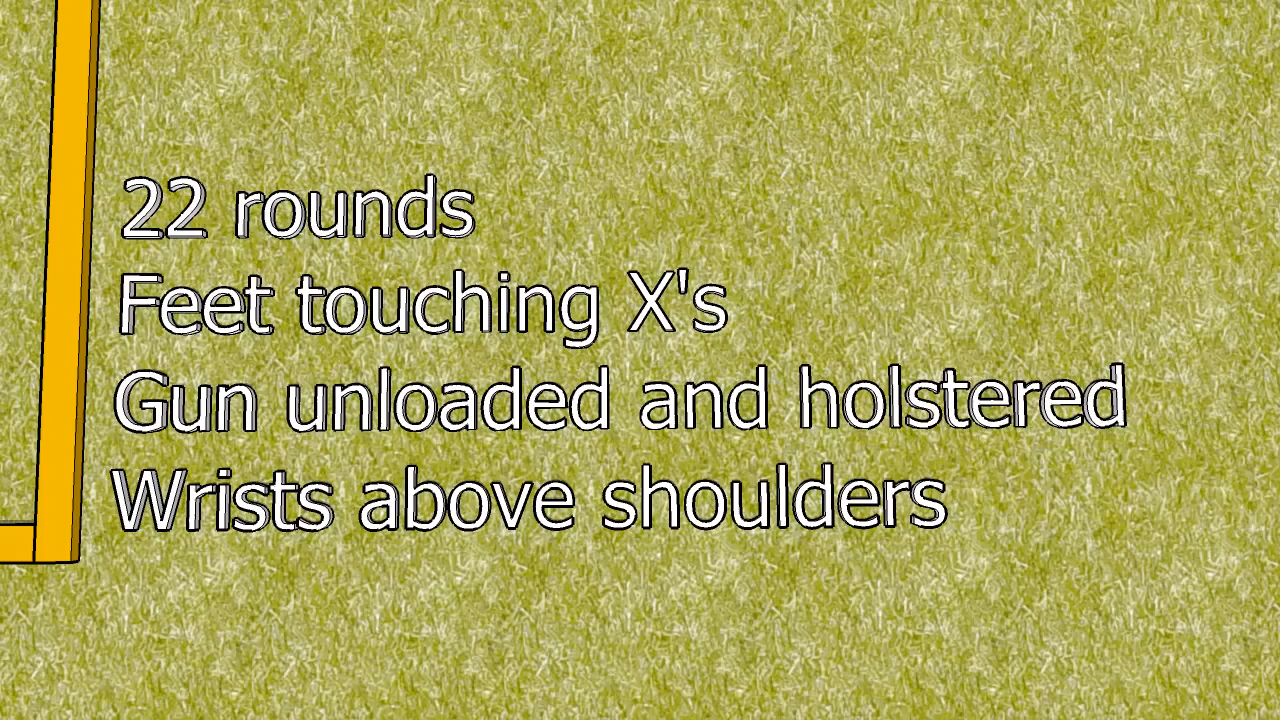 22 rounds
Feet touching X's
Gun unloaded and holstered
Wrists above shoulders